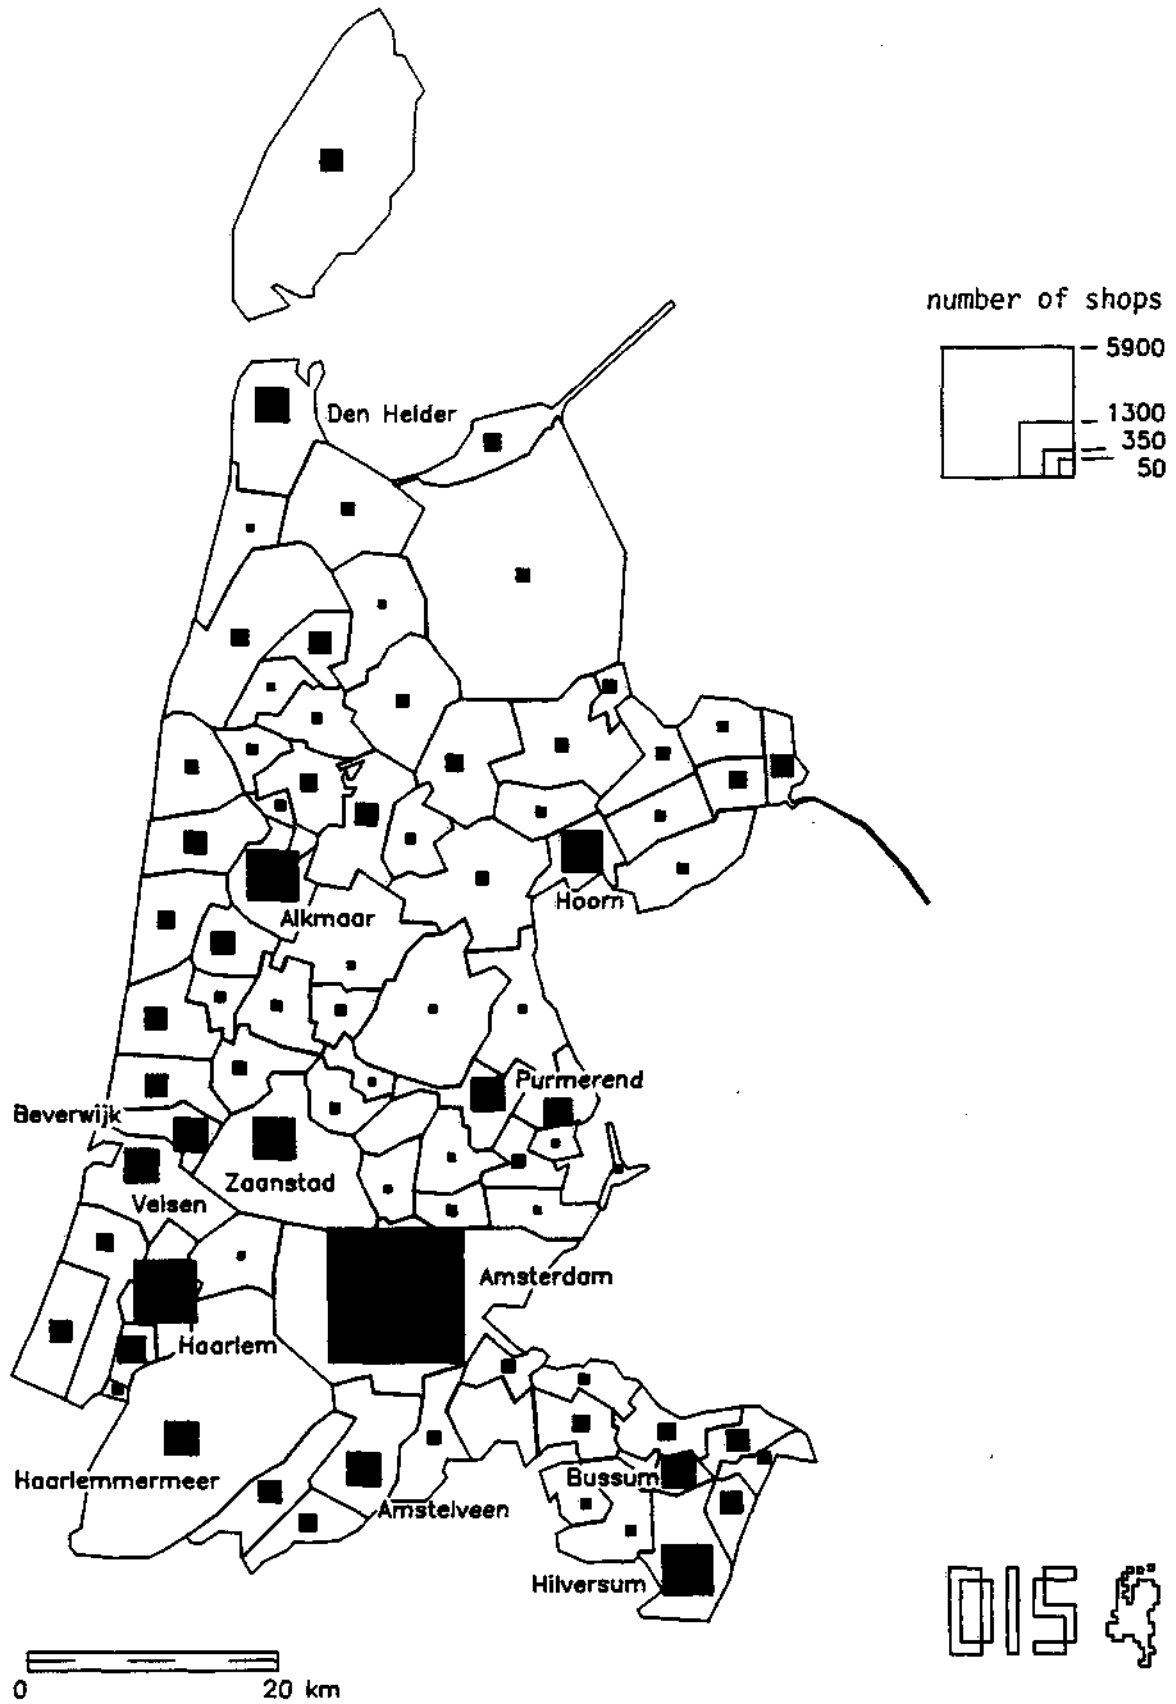 number of shops
5900
1300
350
50
Den Helder
Hoorn
Alkmaar
Purmerend
Beverwijk
Zaanstad
Velsen
Amsterdam
Haarlem
Haarlemmermeer
Bussum
Amstelveen
Hilversum
DIS
0 20 km